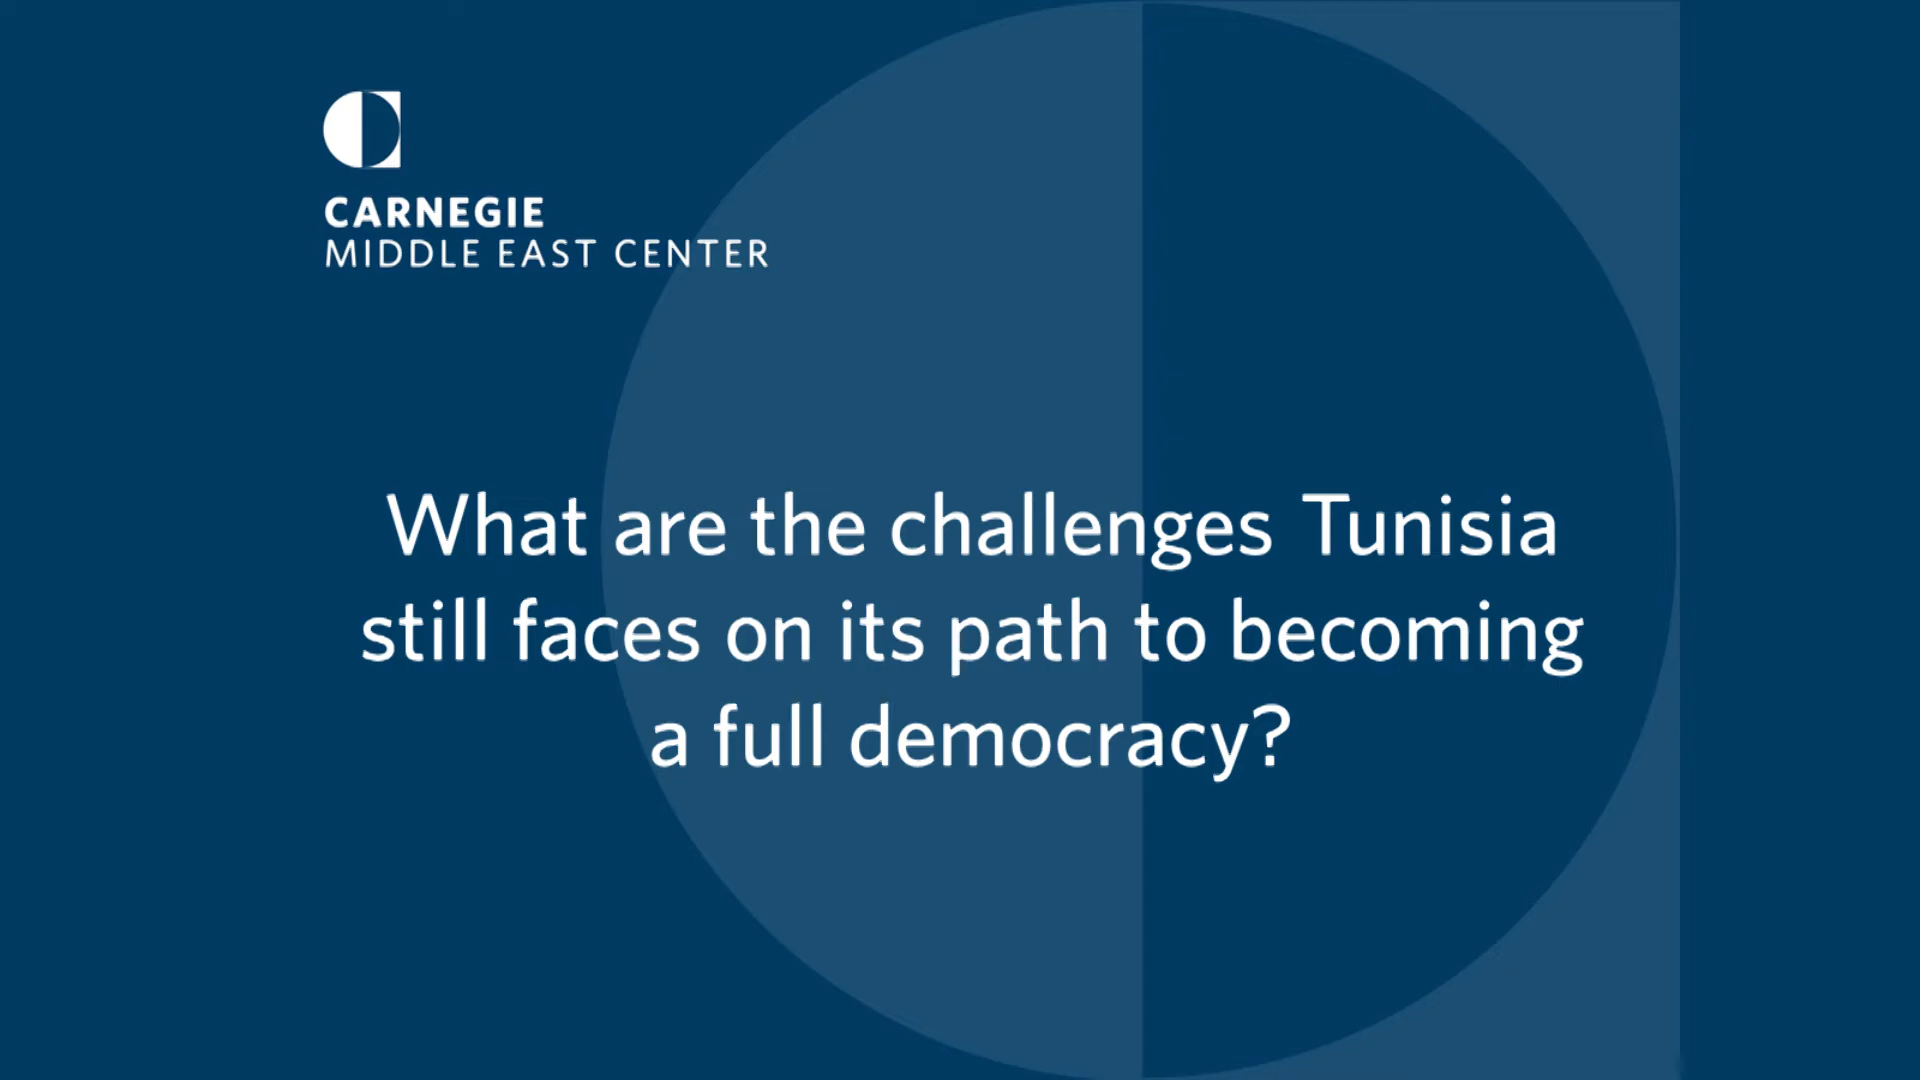 CARNEGIE
MIDDLE EAST CENTER
What are the challenges Tunisia
still faces on its path to becoming
a full democracy?